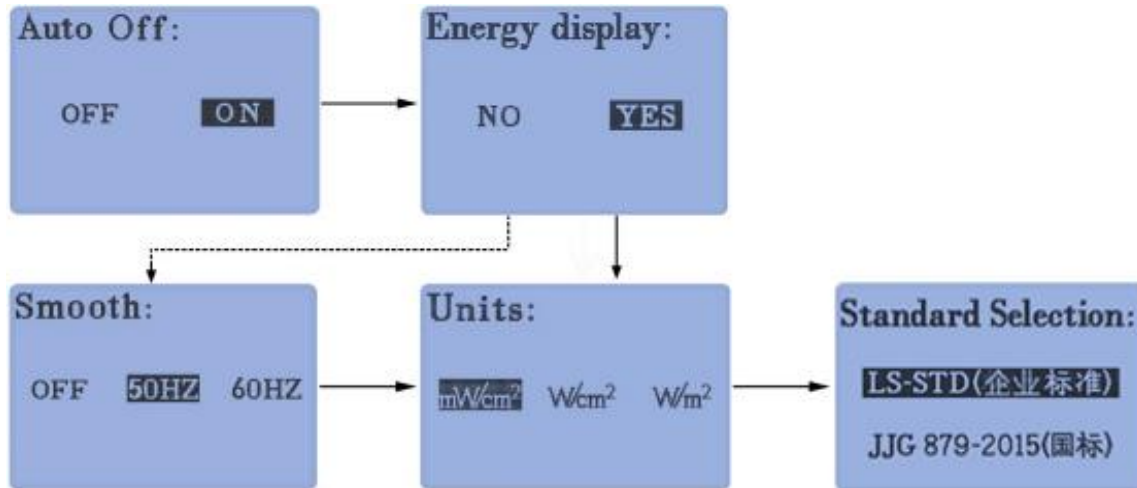 Auto Off:
OFF ON
Energy display:
NO YES
Smooth:
OFF 50HZ 60HZ
Units:
mW/cm² W/cm² W/m²
Standard Selection:
LS-STD(企业标准)
JJG 879-2015(国标)